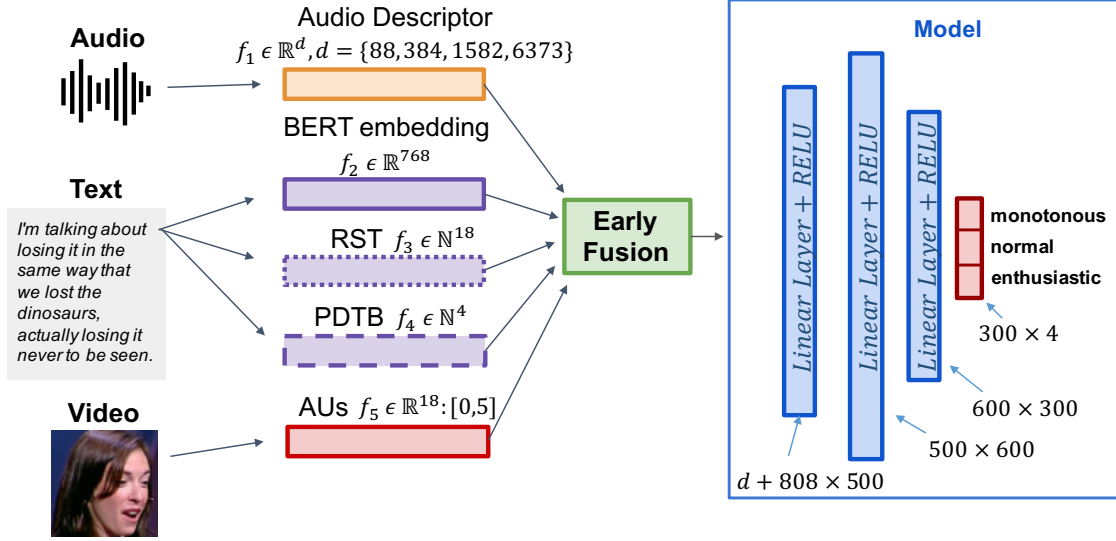 Audio
Audio Descriptor
f₁ ϵ ℝᵈ, d = {88,384,1582,6373}
BERT embedding
f₂ ϵ ℝ⁷⁶⁸
Text
I'm talking about
losing it in the
same way that
we lost the
dinosaurs,
actually losing it
never to be seen.
RST f₃ ϵ ℕ¹⁸
PDTB f₄ ϵ ℕ⁴
Video
AUs f₅ ϵ ℝ¹⁸:[0,5]
Early
Fusion
Model
Linear Layer + RELU
Linear Layer + RELU
Linear Layer + RELU
monotonous
normal
enthusiastic
300 × 4
600 × 300
500 × 600
d + 808 × 500